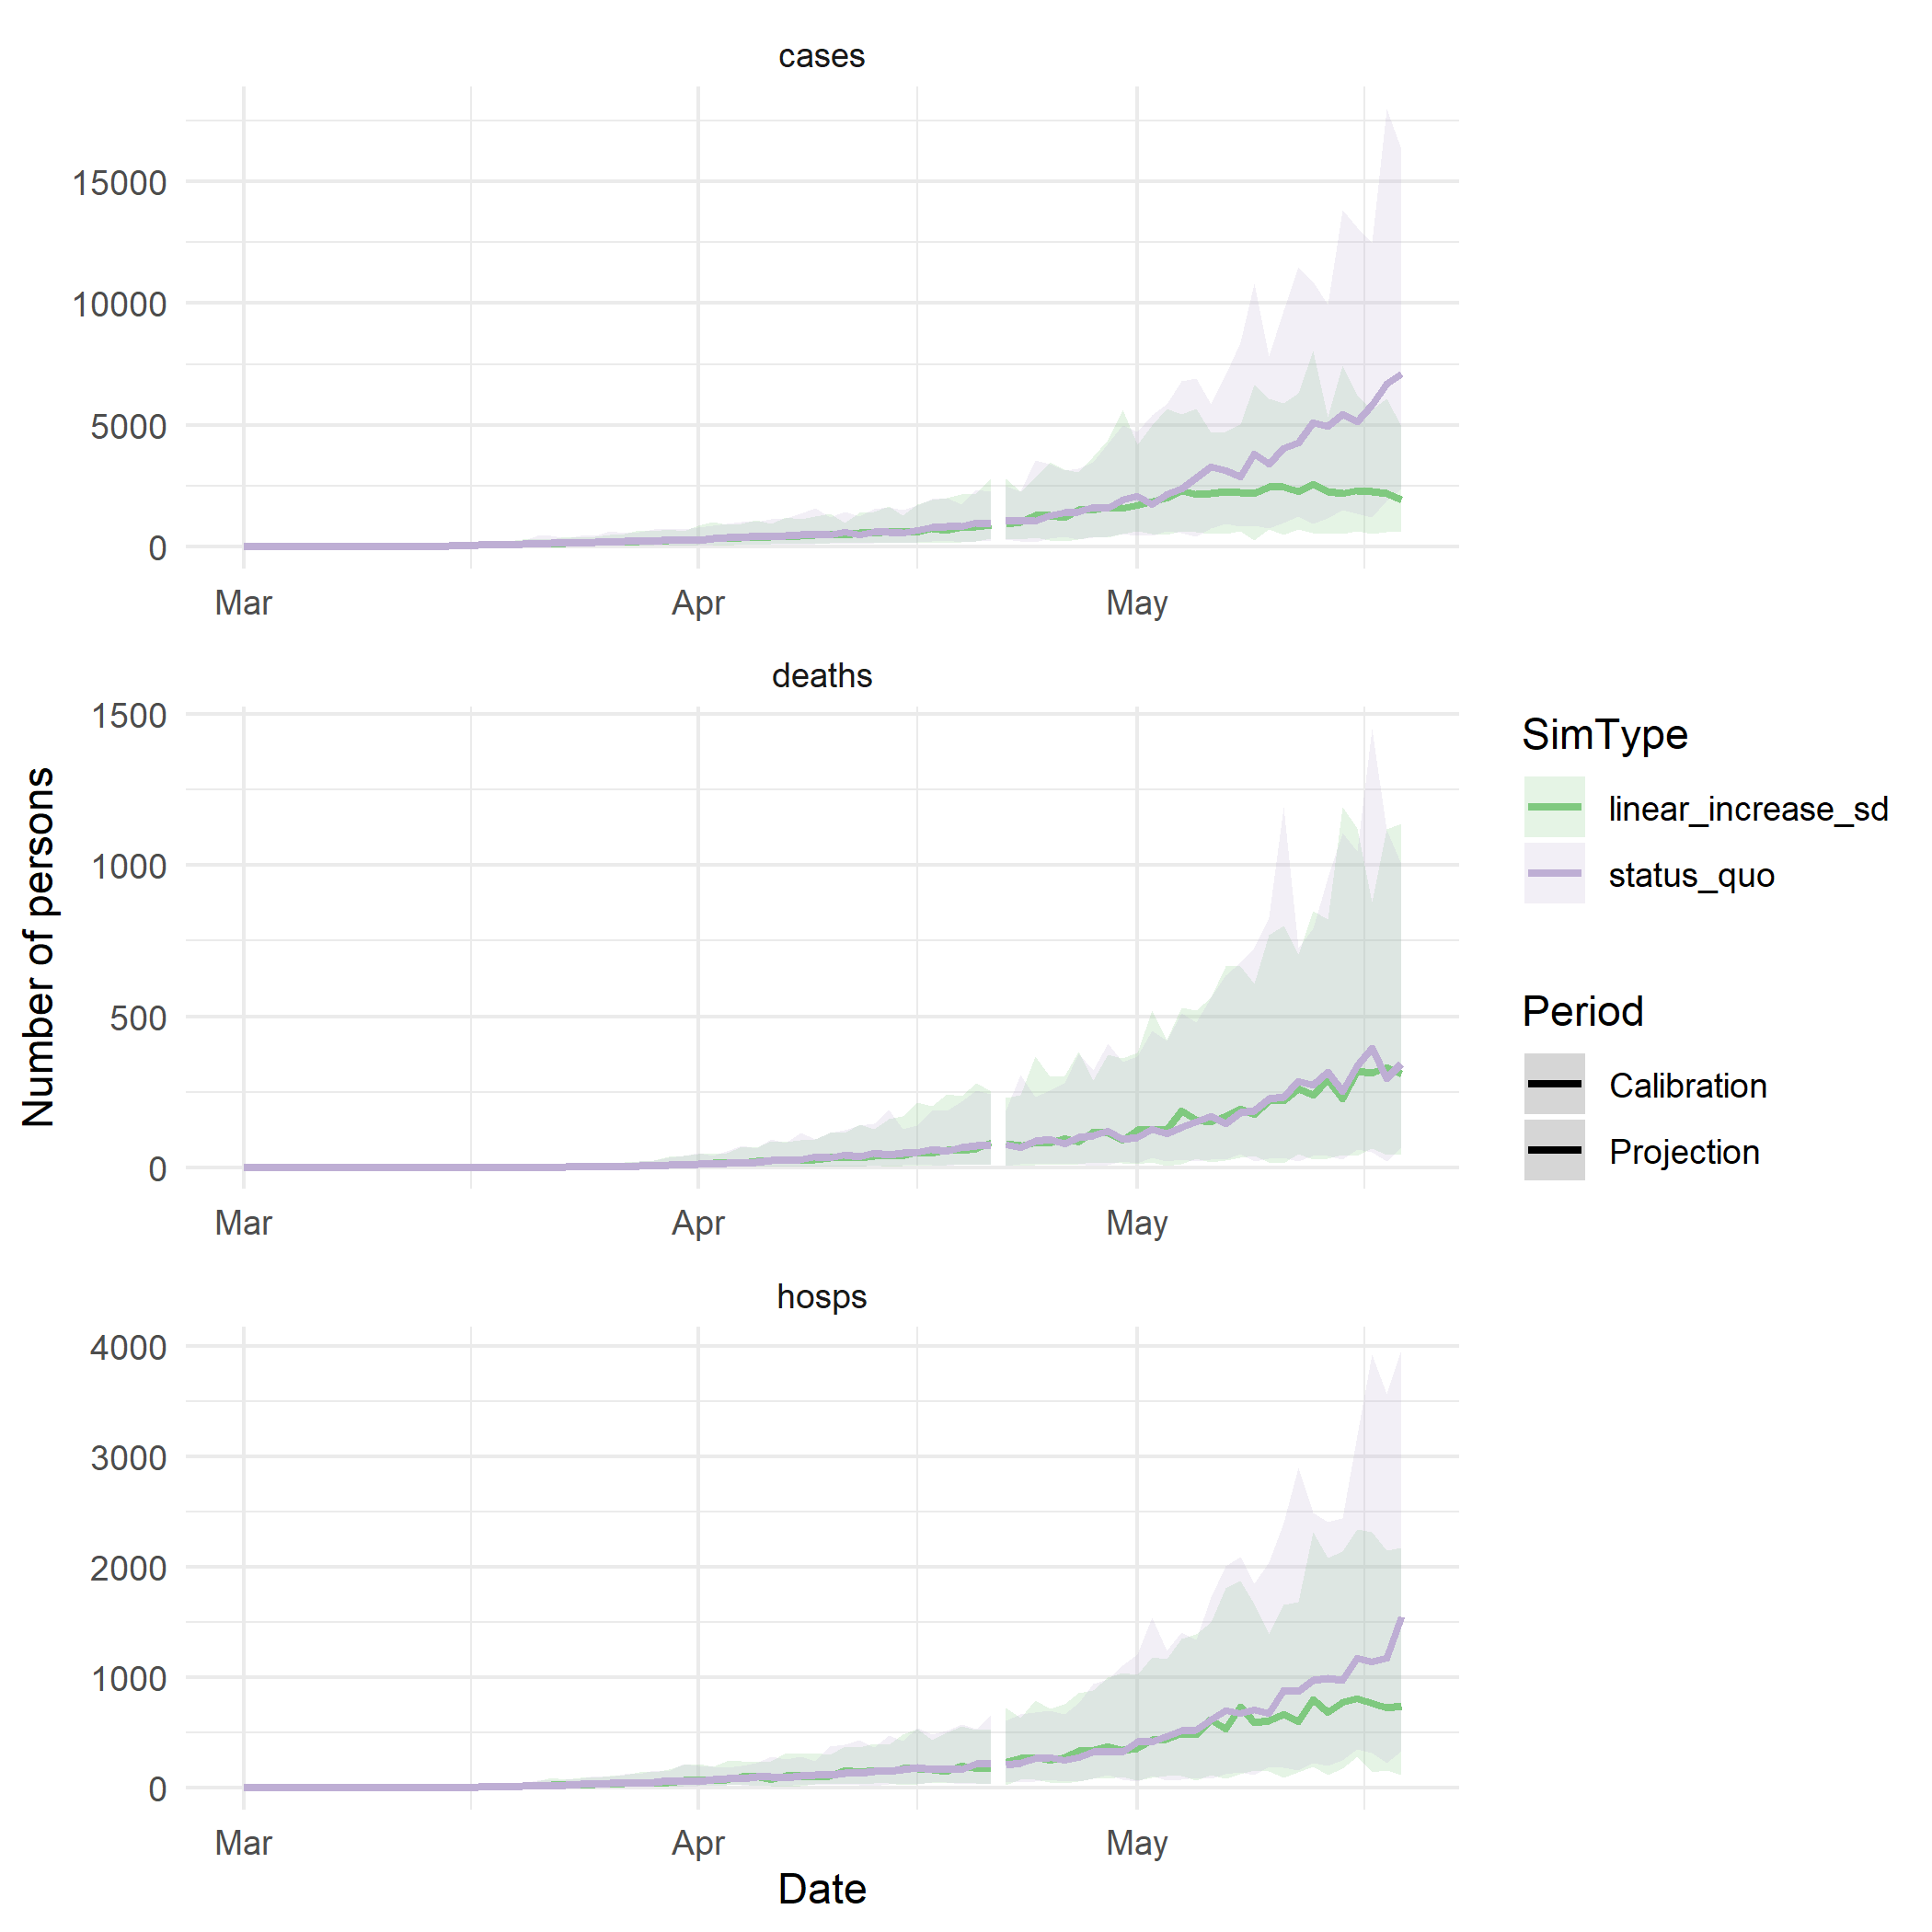 cases
15000
10000
5000
0
Mar Apr May
deaths
1500
1000
500
0
Mar Apr May
hosps
4000
3000
2000
1000
0
Mar Apr May
Date
Number of persons
SimType
linear_increase_sd
status_quo
Period
Calibration
Projection